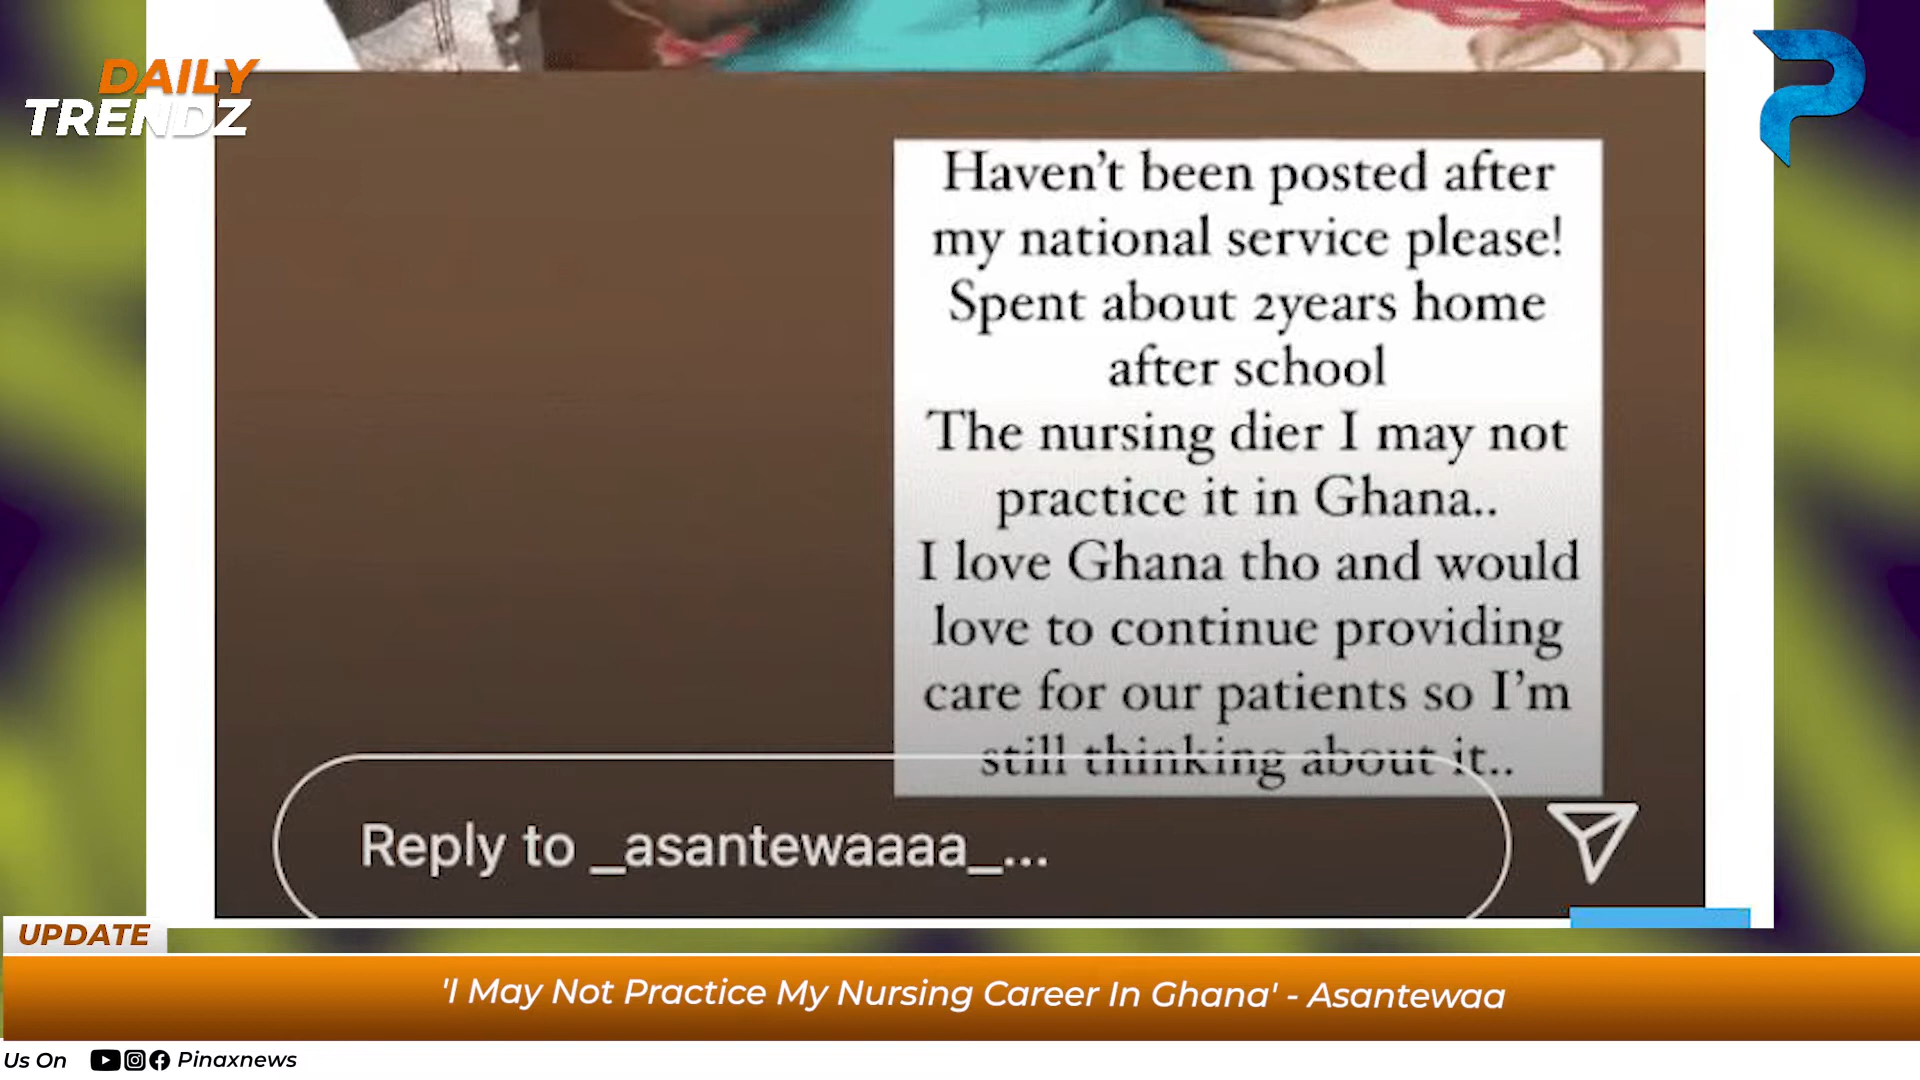 DAILY
TRENDZ
Haven't been posted after
my national service please!
Spent about 2years home
after school
The nursing dier I may not
practice it in Ghana..
I love Ghana tho and would
love to continue providing
care for our patients so I'm
still thinking about it..
Reply to _asantewaaaa_...
UPDATE
'I May Not Practice My Nursing Career In Ghana' - Asantewaa
Us On Pinaxnews